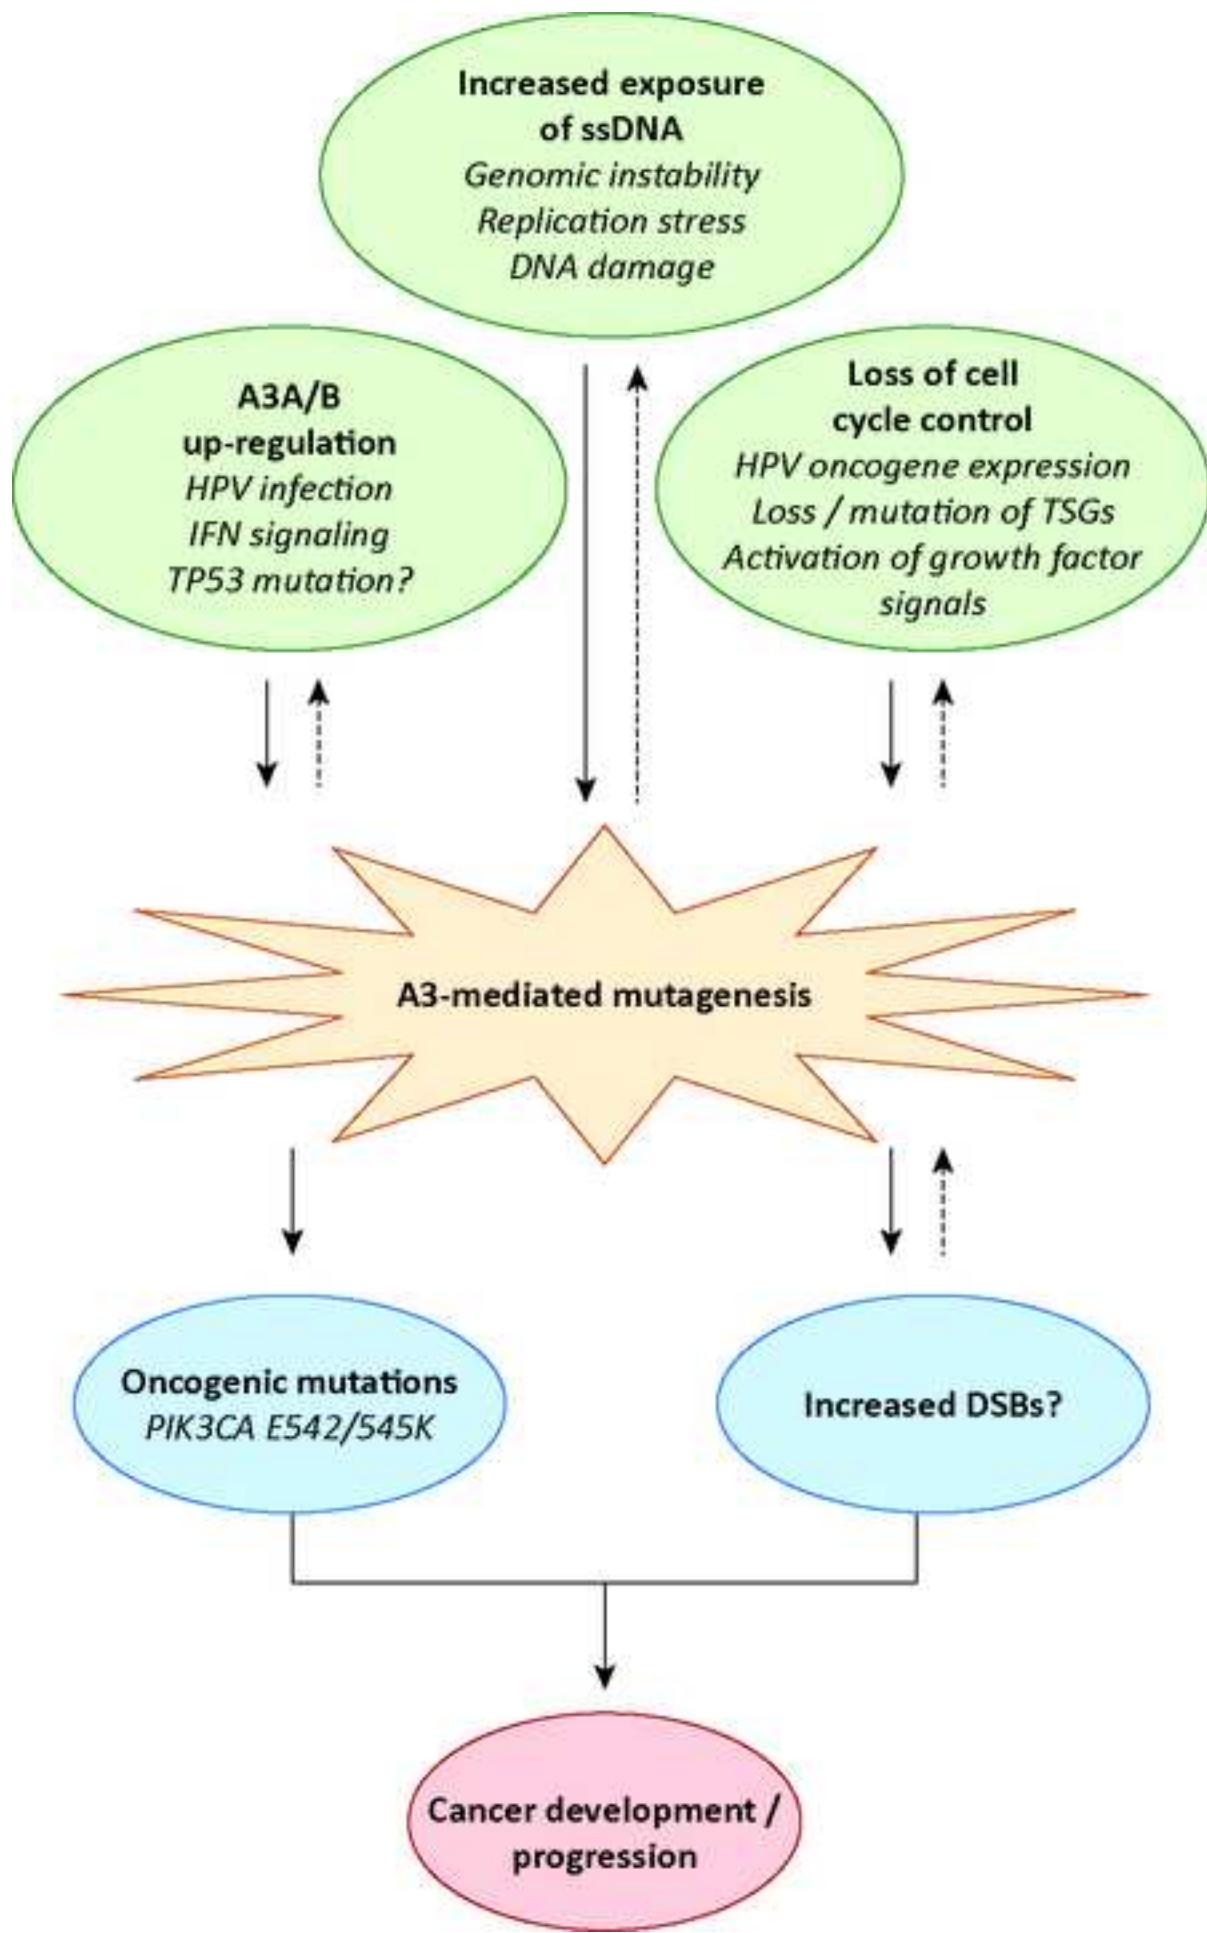 Increased exposure
of ssDNA
Genomic instability
Replication stress
DNA damage
A3A/B
up-regulation
HPV infection
IFN signaling
TP53 mutation?
Loss of cell
cycle control
HPV oncogene expression
Loss / mutation of TSGs
Activation of growth factor
signals
A3-mediated mutagenesis
Oncogenic mutations
PIK3CA E542/545K
Increased DSBs?
Cancer development /
progression